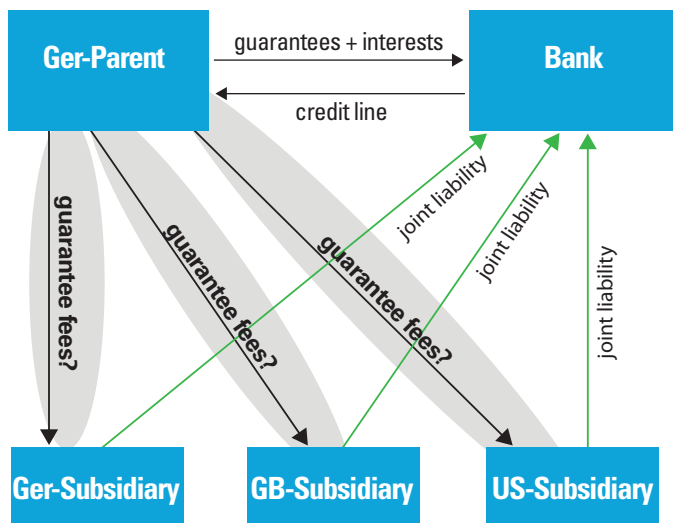 Ger-Parent
guarantees + interests
Bank
credit line
guarantee fees?
guarantee fees?
guarantee fees?
joint liability
joint liability
joint liability
Ger-Subsidiary
GB-Subsidiary
US-Subsidiary